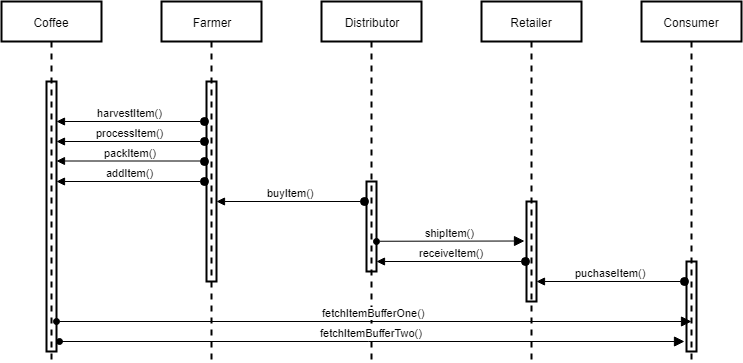 Coffee
Farmer
Distributor
Retailer
Consumer
harvestItem()
processItem()
packItem()
addItem()
buyItem()
shipItem()
receiveItem()
puchaseItem()
fetchItemBufferOne()
fetchItemBufferTwo()